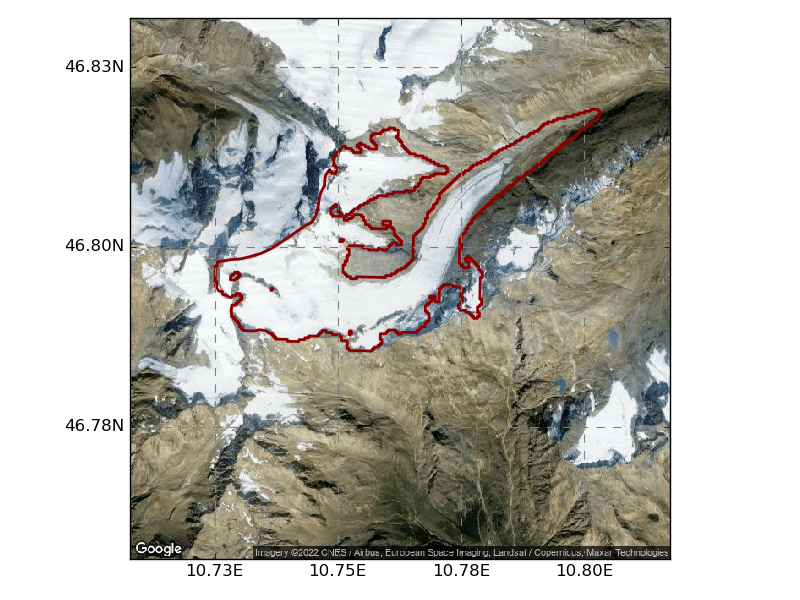 46.83N
46.80N
46.78N
Google
Imagery ©2022 CNES / Airbus, European Space Imaging, Landsat / Copernicus, Maxar Technologies
10.73E 10.75E 10.78E 10.80E